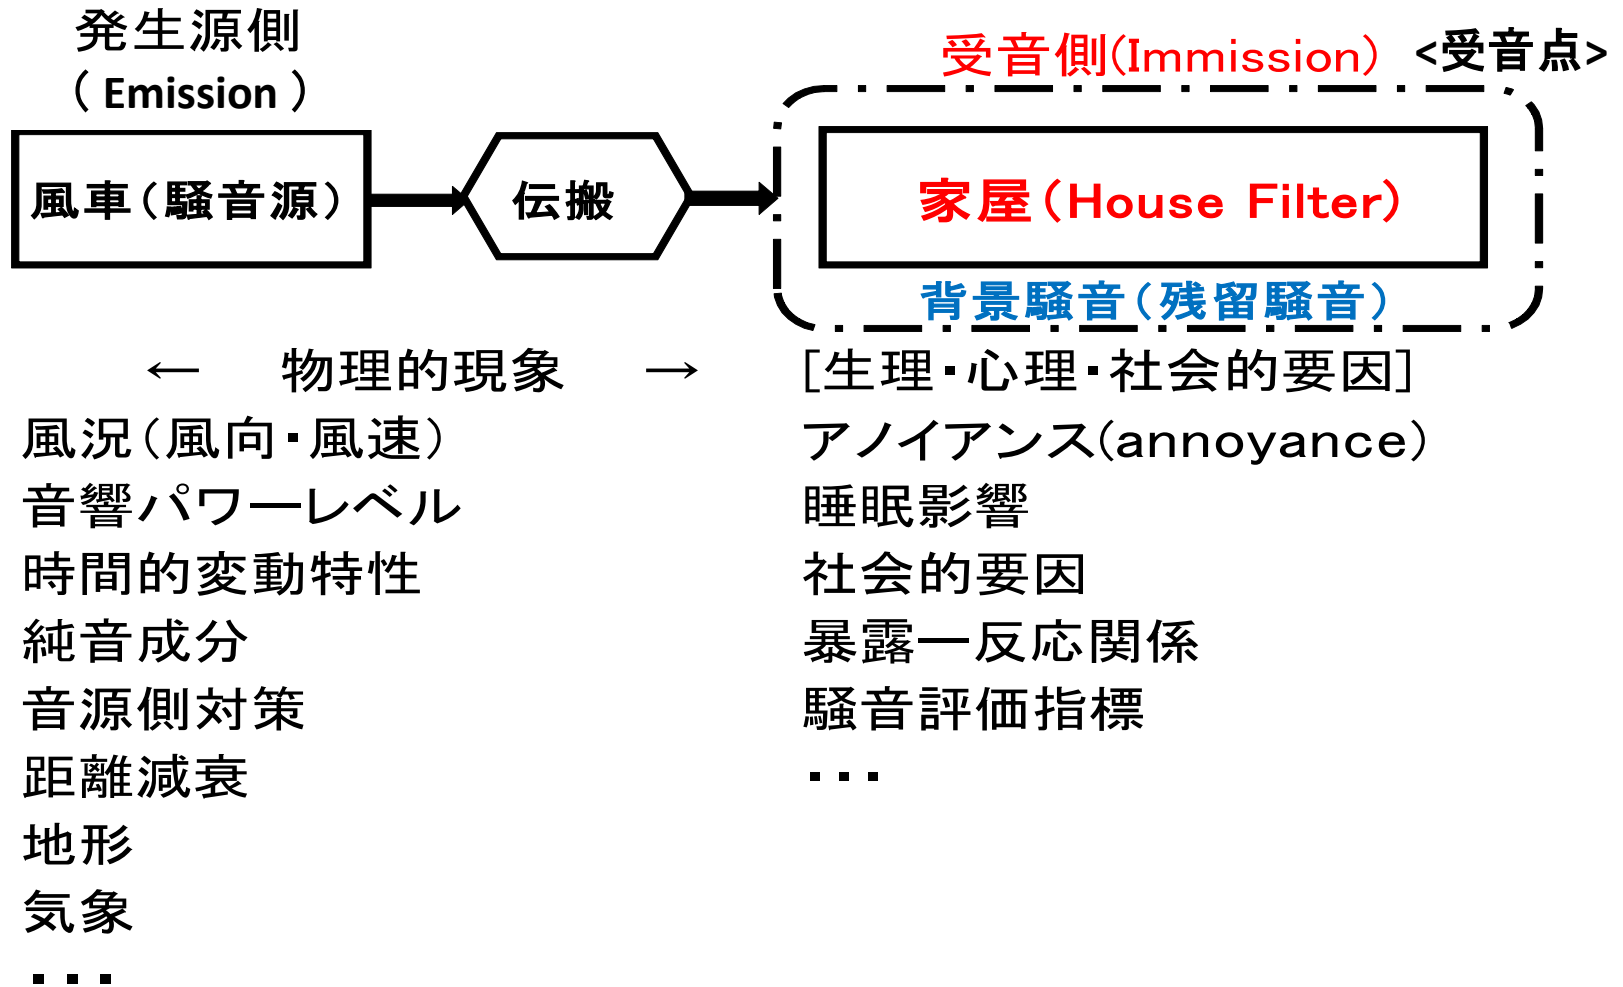 発生源側
（ Emission ）
受音側(Immission) <受音点>
風車（騒音源）
伝搬
家屋（House Filter）
背景騒音（残留騒音）
← 物理的現象 →
[生理・心理・社会的要因]
風況（風向・風速）
音響パワーレベル
時間的変動特性
純音成分
音源側対策
距離減衰
地形
気象
・・・
アノイアンス(annoyance)
睡眠影響
社会的要因
暴露―反応関係
騒音評価指標
・・・